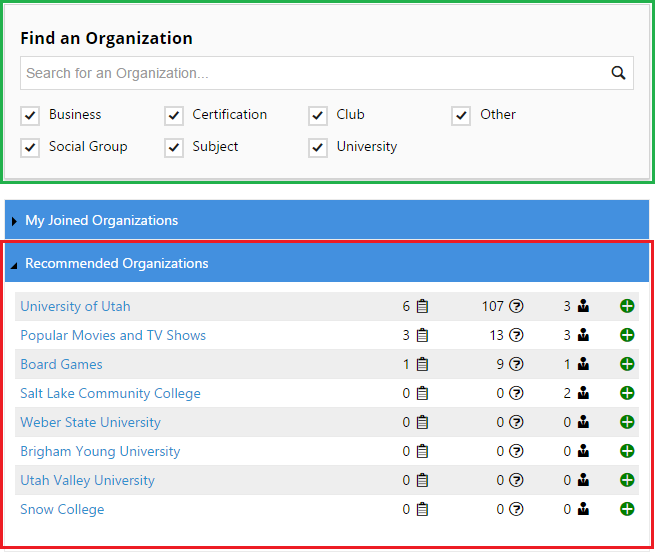 Find an Organization
Search for an Organization...
Business Certification Club Other
Social Group Subject University
My Joined Organizations
Recommended Organizations
University of Utah 6 107 3
Popular Movies and TV Shows 3 13 3
Board Games 1 9 1
Salt Lake Community College 0 0 2
Weber State University 0 0 0
Brigham Young University 0 0 0
Utah Valley University 0 0 0
Snow College 0 0 0